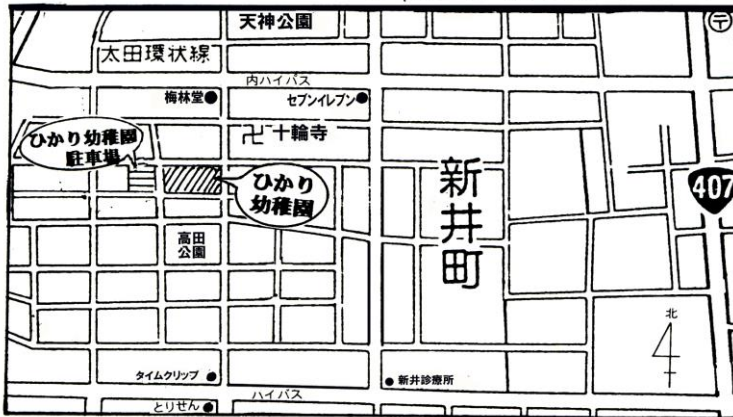 天神公園
〒
太田環状線
内ハイパス
梅林堂
セブンイレブン
ひかり幼稚園
駐車場
十輪寺
ひかり
幼稚園
新井町
407
高田
公園
北
タイムクリップ
新井診療所
ハイパス
とりせん